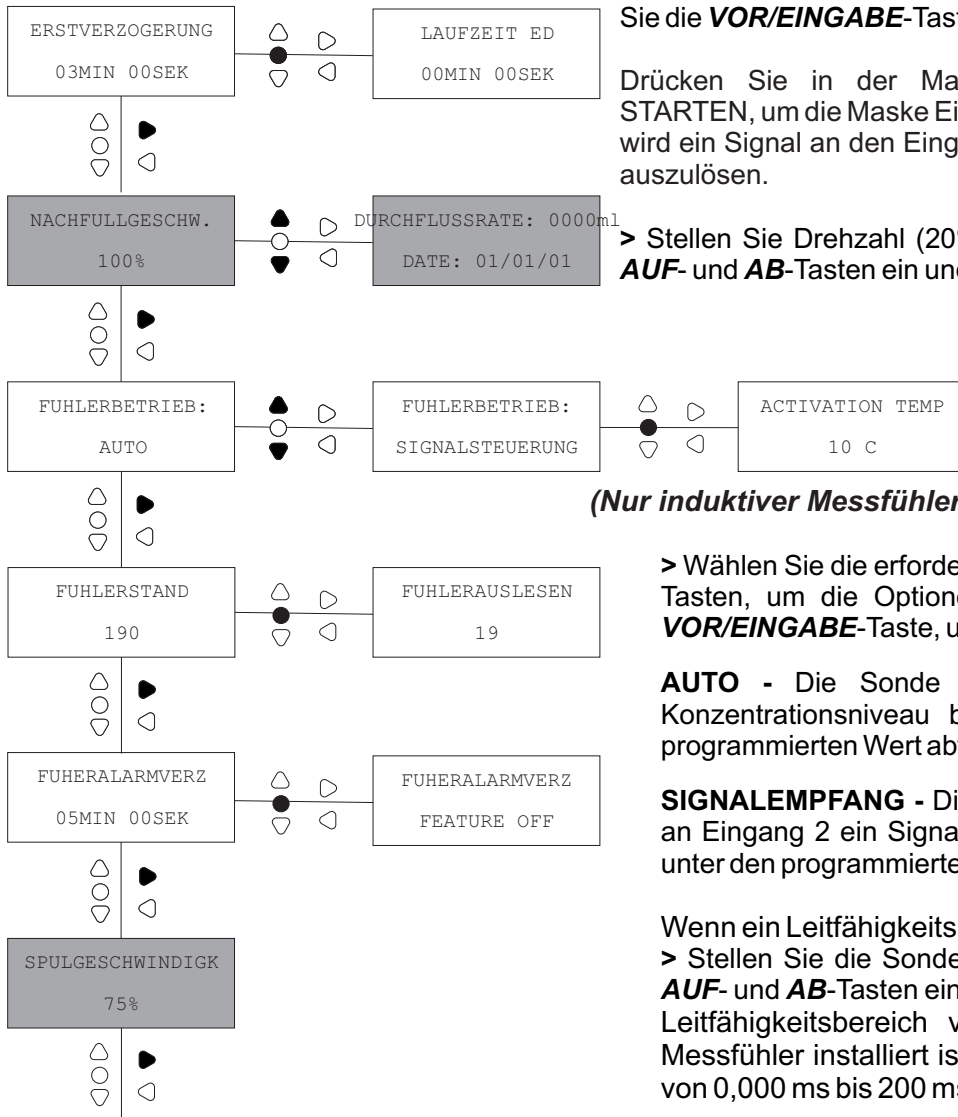 ERSTVERZOGERUNG
03MIN 00SEK
LAUFZEIT ED
00MIN 00SEK
NACHFULLGESCHW.
100%
DURCHFLUSSRATE: 0000ml
DATE: 01/01/01
FUHLERBETRIEB:
AUTO
FUHLERBETRIEB:
SIGNALSTEUERUNG
ACTIVATION TEMP
10 C
FUHLERSTAND
190
FUHLERAUSLESEN
19
FUHERALARMVERZ
05MIN 00SEK
FUHERALARMVERZ
FEATURE OFF
SPULGESCHWINDIGK
75%
Sie die VOR/EINGABE-Tast
Drücken Sie in der Ma
STARTEN, um die Maske Ei
wird ein Signal an den Eing
auszulösen.
> Stellen Sie Drehzahl (20
AUF- und AB-Tasten ein un
(Nur induktiver Messfühler
> Wählen Sie die erforde
Tasten, um die Option
VOR/EINGABE-Taste, u
AUTO - Die Sonde
Konzentrationsniveau b
programmierten Wert ab
SIGNALEMPFANG - Di
an Eingang 2 ein Signa
unter den programmierte
Wenn ein Leitfähigkeits
> Stellen Sie die Sonde
AUF- und AB-Tasten ein
Leitfähigkeitsbereich v
Messfühler installiert is
von 0,000 ms bis 200 ms